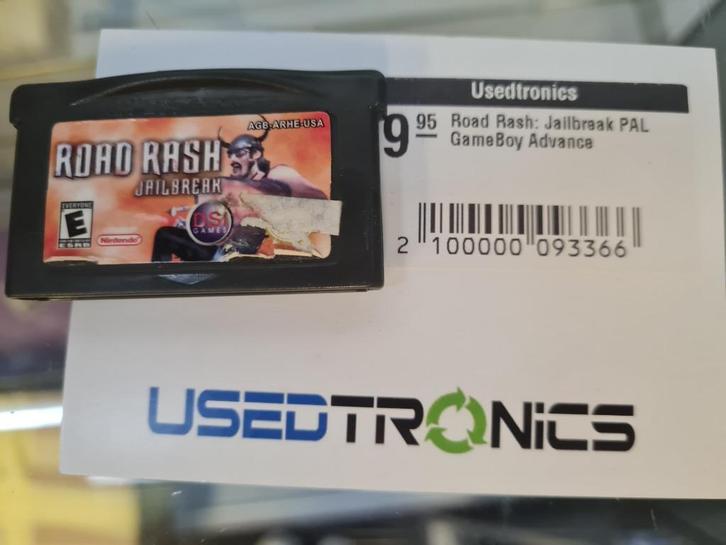 Usedtronics
AGB-ARHE-USA
ROAD RASH
JAILBREAK
9 95
Road Rash: Jailbreak PAL
GameBoy Advance
EVERYONE
E
Nintendo
DSI
GAMES
2 100000 093366
USEDTRONiCS